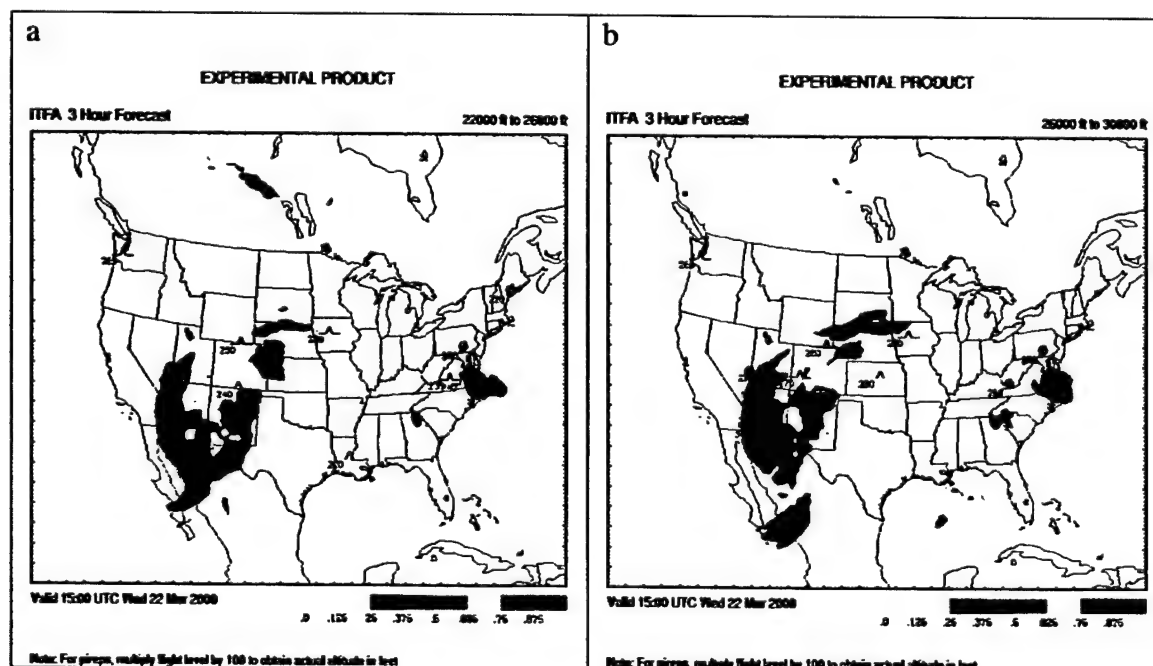 a
EXPERIMENTAL PRODUCT
ITFA 3 Hour Forecast 22000 ft to 26000 ft
260
240
Valid 15:00 UTC Wed 22 Mar 2000
.0 .125 .25 .375 .5 .625 .75 .875
Note: For pireps, multiply flight level by 100 to obtain actual altitude in feet
b
EXPERIMENTAL PRODUCT
ITFA 3 Hour Forecast 26000 ft to 30000 ft
280
Valid 15:00 UTC Wed 22 Mar 2000
.0 .125 .25 .375 .5 .625 .75 .875
Note: For pireps, multiply flight level by 100 to obtain actual altitude in feet